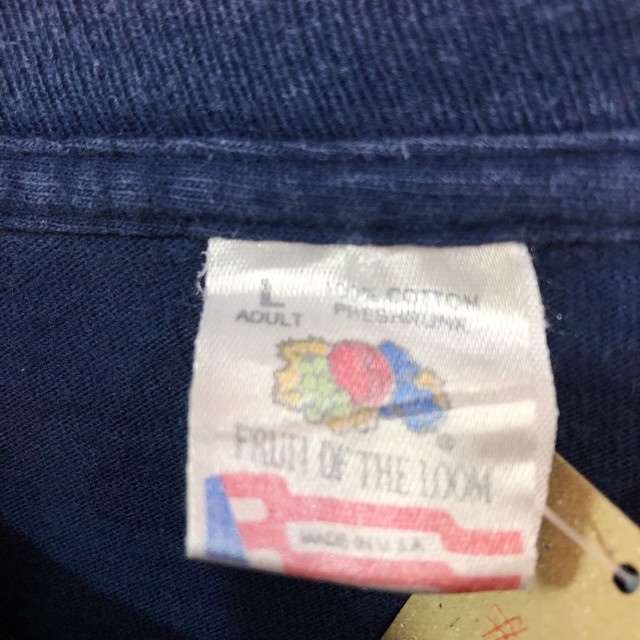 L 100% COTTON
ADULT PRESHRUNK
FRUIT OF THE LOOM
®
MADE IN U.S.A.